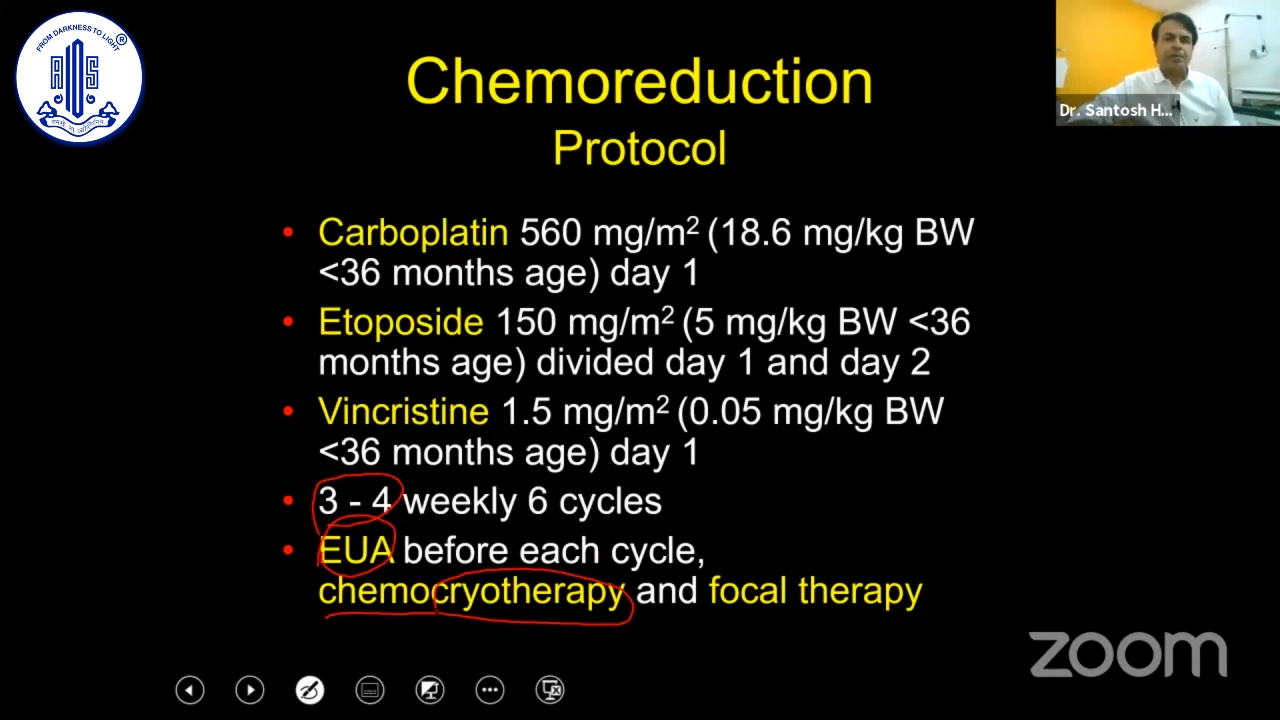 FROM DARKNESS TO LIGHT
®
AIOS
Dr. Santosh H...
Chemoreduction
Protocol
• Carboplatin 560 mg/m² (18.6 mg/kg BW
<36 months age) day 1
• Etoposide 150 mg/m² (5 mg/kg BW <36
months age) divided day 1 and day 2
• Vincristine 1.5 mg/m² (0.05 mg/kg BW
<36 months age) day 1
• 3 - 4 weekly 6 cycles
• EUA before each cycle,
chemocryotherapy and focal therapy
zoom